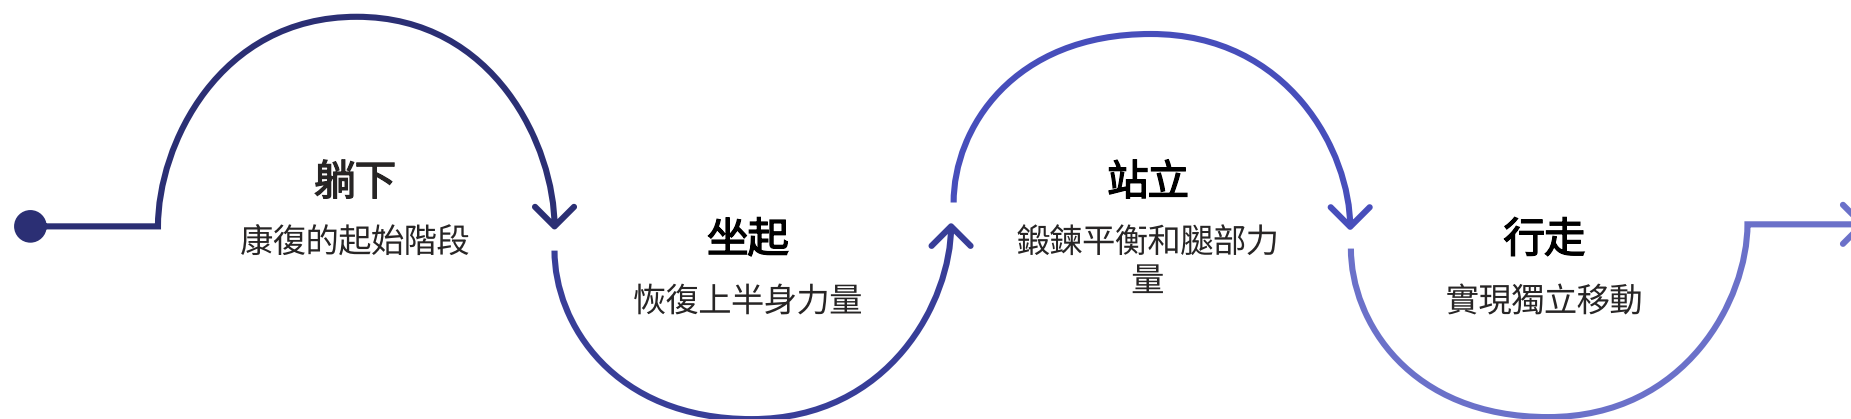 躺下
康復的起始階段
坐起
恢復上半身力量
站立
鍛鍊平衡和腿部力
量
行走
實現獨立移動